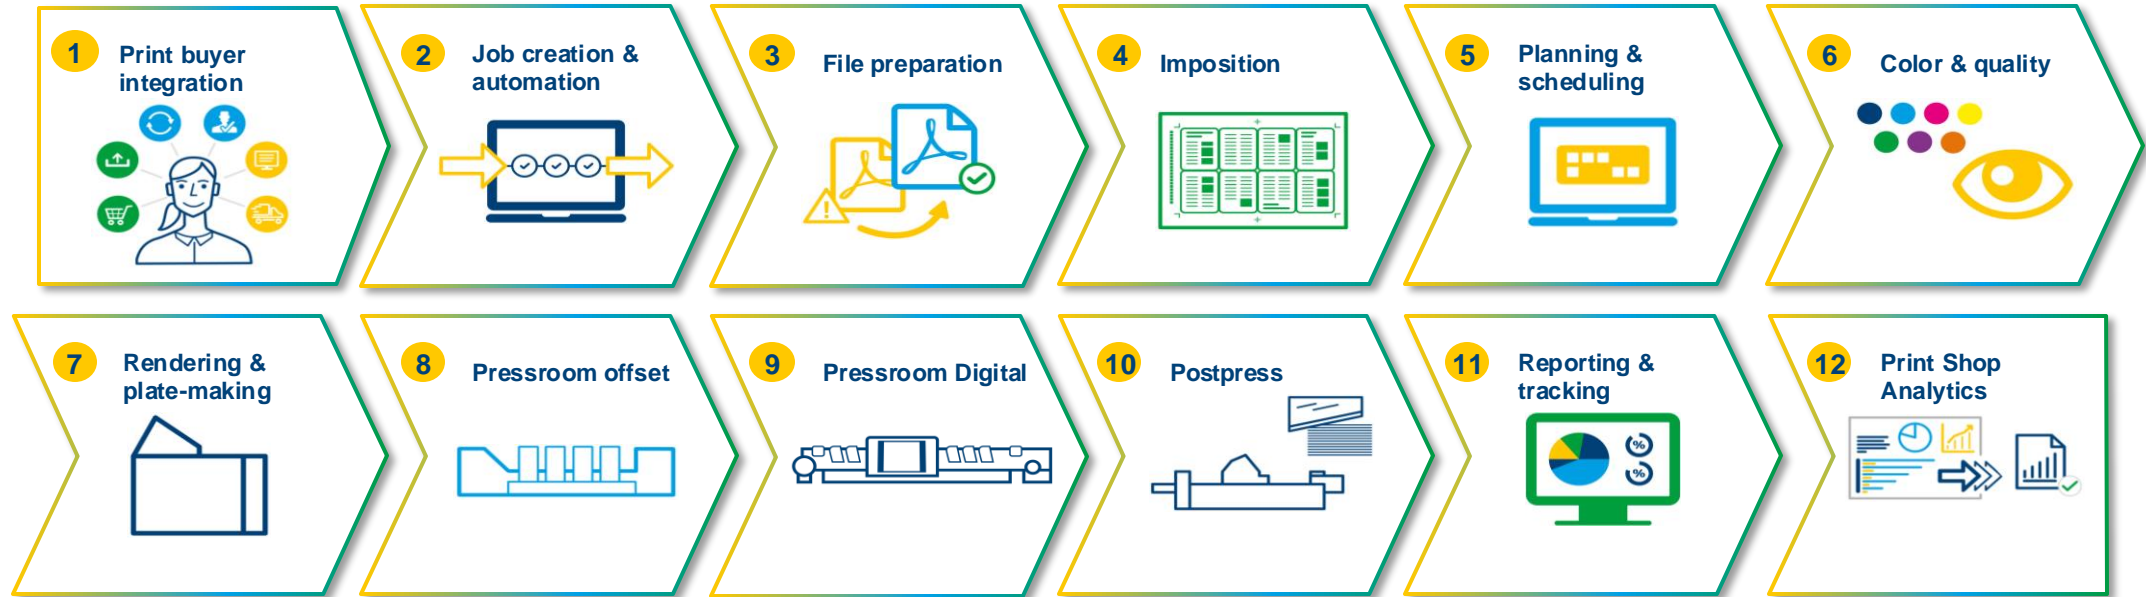 1
Print buyer
integration
2
Job creation &
automation
3
File preparation
4
Imposition
5
Planning &
scheduling
6
Color & quality
7
Rendering &
plate-making
8
Pressroom offset
9
Pressroom Digital
10
Postpress
11
Reporting &
tracking
%
%
12
Print Shop
Analytics